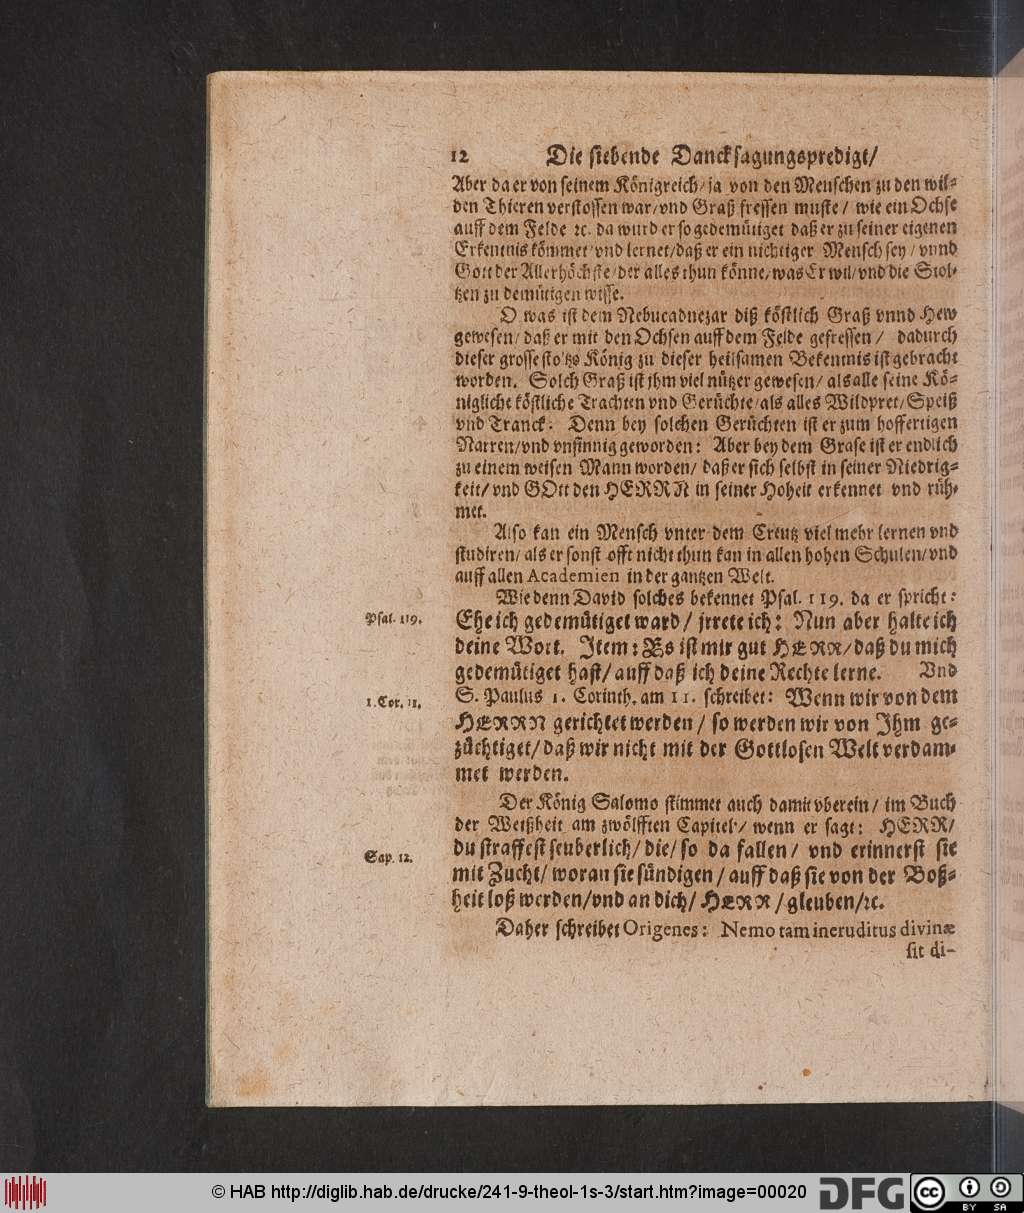 12 Die siebende Dancksagungspredigt/
Aber da er von seinem Königreich/ ja von den Menschen zu den wil-
den Thieren verstossen war/ vnd Graß fressen muste/ wie ein Ochse
auff dem Felde ꝛc. da wurd er so gedemütiget daß er zu seiner eigenen
Erkentnis kömmet/ vnd lernet/ daß er ein nichtiger Mensch sey/ vnnd
Gott der Allerhöchste/ der alles thun könne/ was Er wil/ vnd die Stol-
tzen zu demütigen wisse.
O was ist dem Nebucadnezar diß köstlich Graß vnnd Hew
gewesen/ daß er mit den Ochsen auff dem Felde gefressen/ dadurch
dieser grosse stoltze König zu dieser heilsamen Bekentnis ist gebracht
worden. Solch Graß ist jhm viel nützer gewesen/ als alle seine Kö-
nigliche köstliche Trachten vnd Gerüchte/ als alles Wildpret/ Speiß
vnd Tranck: Denn bey solchen Gerüchten ist er zum hoffertigen
Narren/ vnd vnsinnig geworden: Aber bey dem Grase ist er endlich
zu einem weisen Mann worden/ daß er sich selbst in seiner Niedrig-
keit/ vnd GOtt den HERRN in seiner Hoheit erkennet vnd rüh-
met.
Also kan ein Mensch vnter dem Creutz viel mehr lernen vnd
studiren/ als er sonst offt nicht thun kan in allen hohen Schulen/ vnd
auff allen Academien in der gantzen Welt.
Wie denn David solches bekennet Psal. 119. da er spricht:
Psal. 119. Ehe ich gedemütiget ward/ jrrete ich: Nun aber halte ich
deine Wort. Item: Es ist mir gut HERR/ daß du mich
gedemütiget hast/ auff daß ich deine Rechte lerne. Vnd
1. Cor. 11. S. Paulus 1. Corinth. am 11. schreibet: Wenn wir von dem
HERRN gerichtet werden/ so werden wir von Ihm ge-
züchtiget/ daß wir nicht mit der Gottlosen Welt verdam-
met werden.
Der König Salomo stimmet auch damit vberein/ im Buch
der Weißheit am zwölfften Capitel/ wenn er sagt: HERR/
Sap. 12. du straffest seuberlich/ die/ so da fallen/ vnd erinnerst sie
mit Zucht/ woran sie sündigen/ auff daß sie von der Boß-
heit loß werden/ vnd an dich/ HERR/ gleuben/ꝛc.
Daher schreibet Origenes: Nemo tam ineruditus divinæ
sit di-
© HAB http://diglib.hab.de/drucke/241-9-theol-1s-3/start.htm?image=00020 DFG cc BY SA